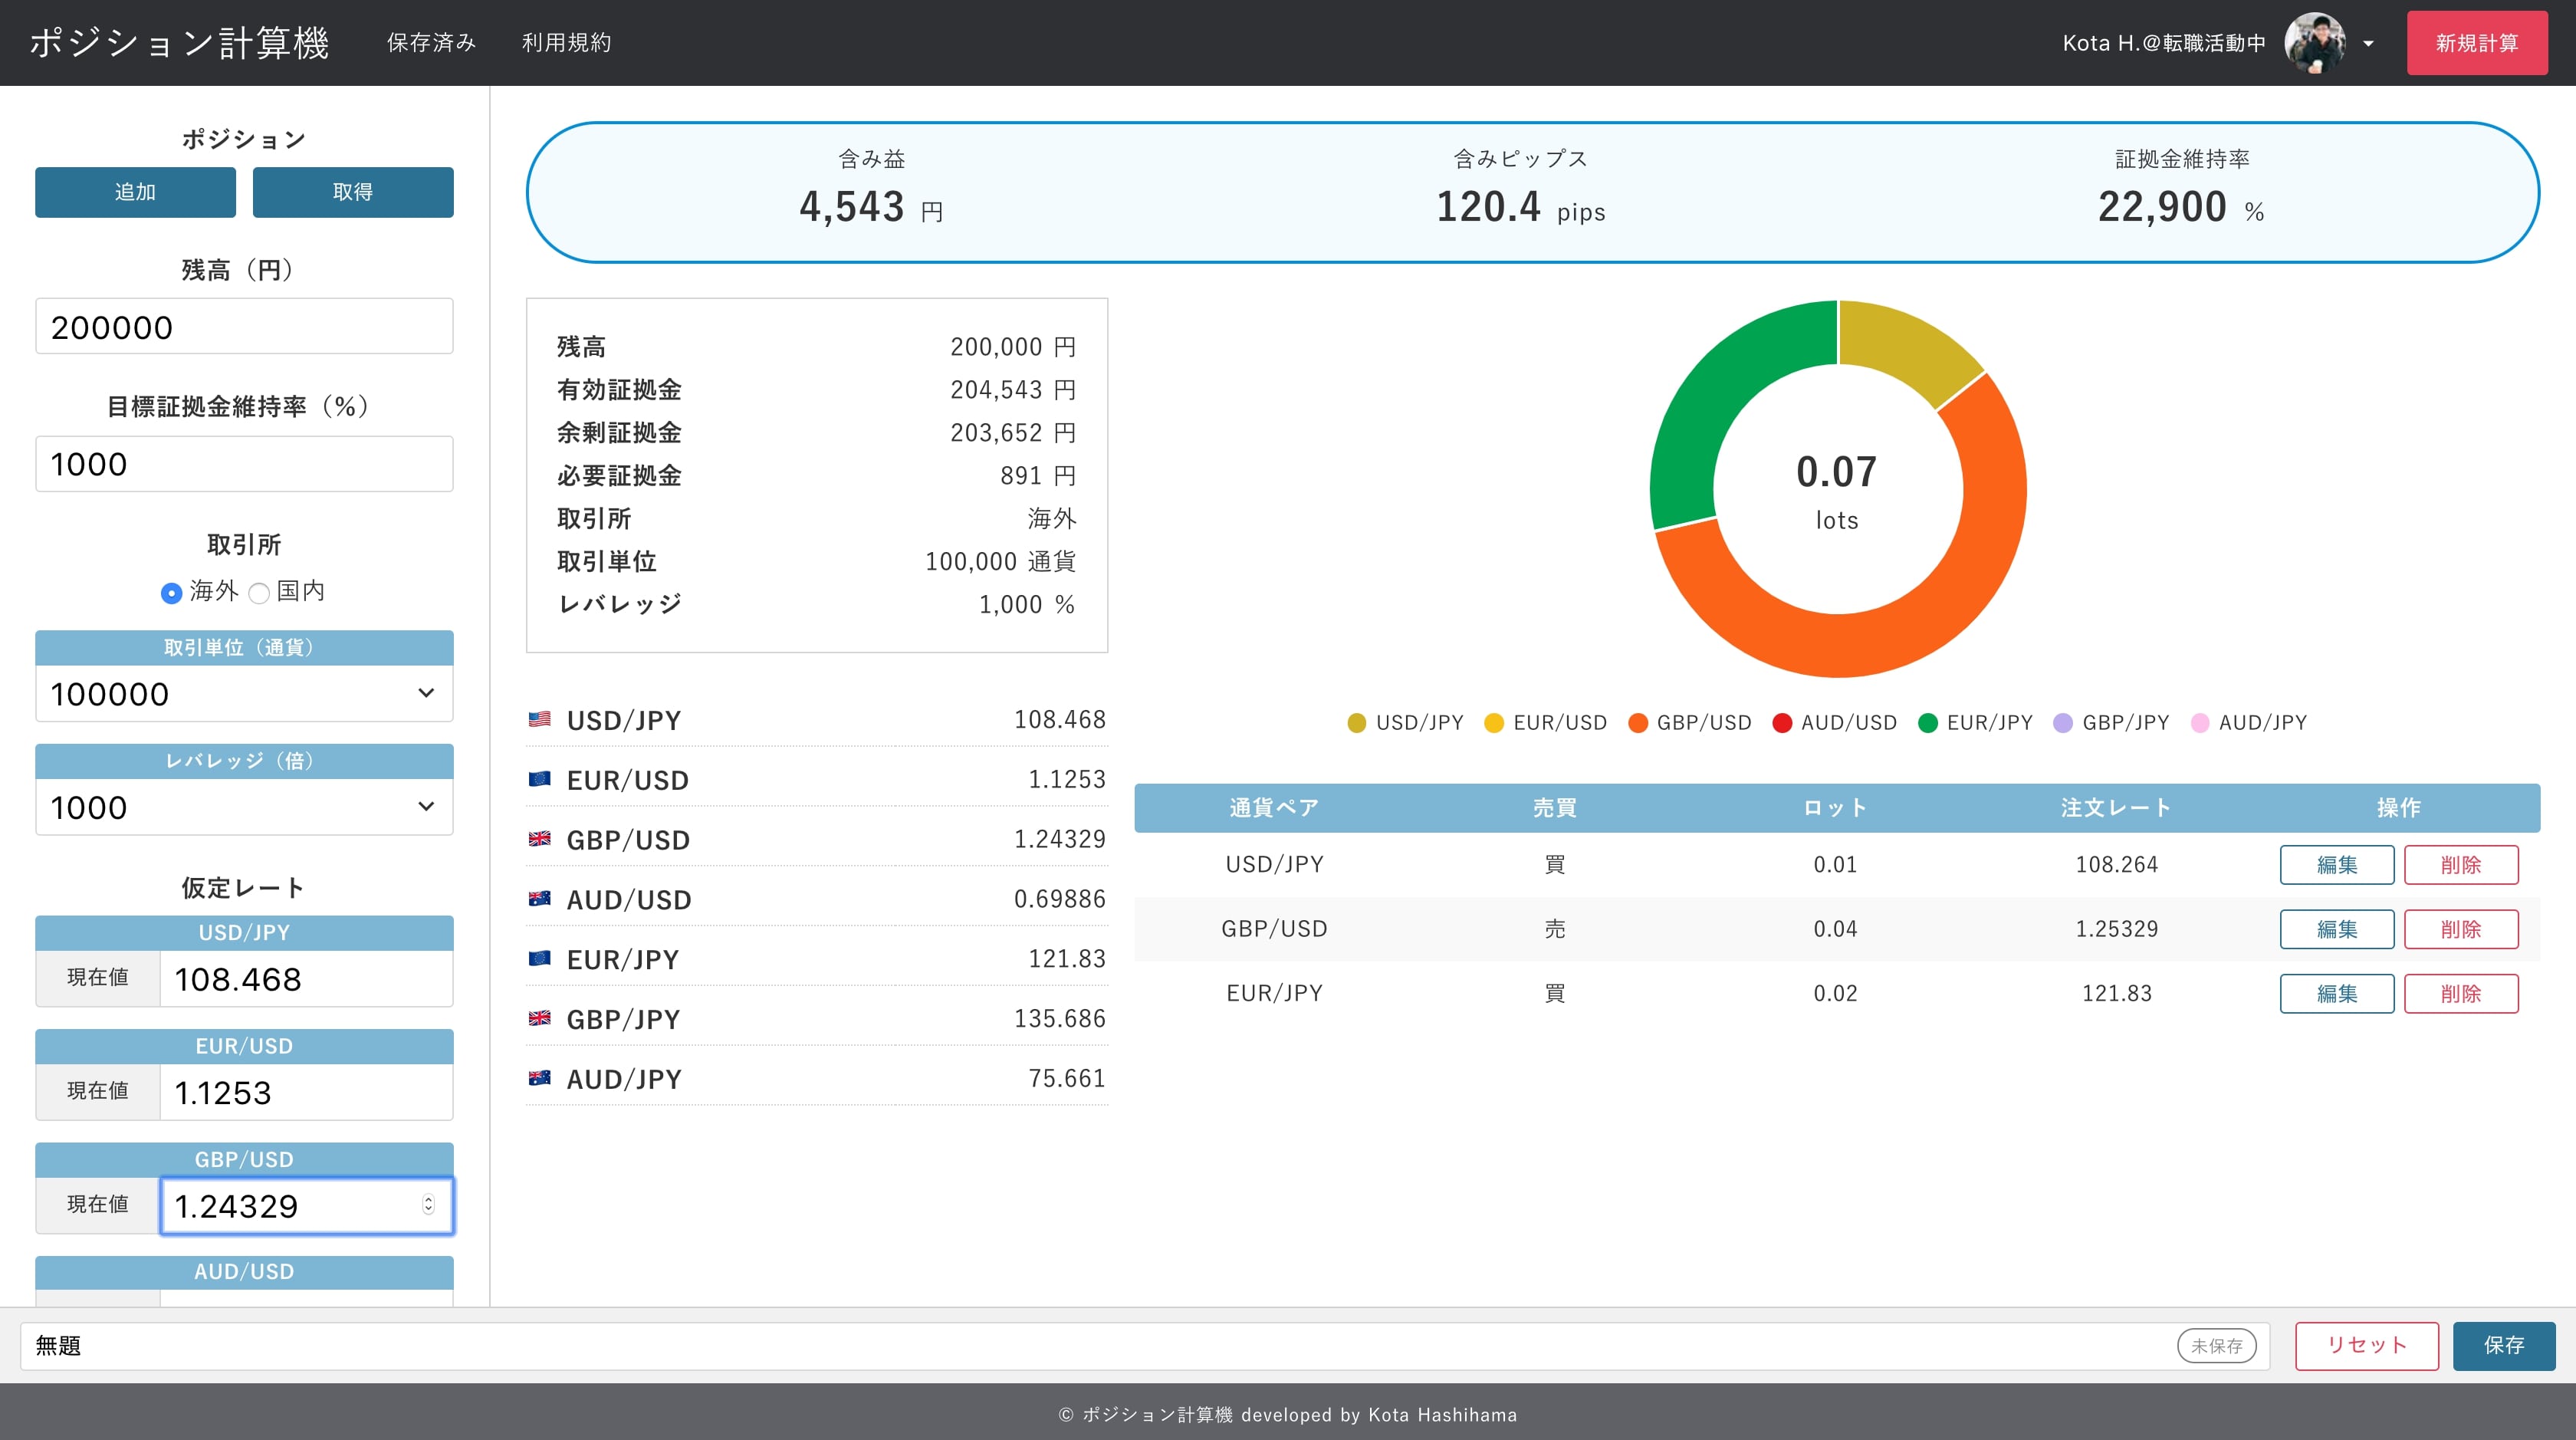 ポジション計算機 保存済み 利用規約 Kota H.@転職活動中 新規計算
ポジション
追加 取得
残高（円）
200000
目標証拠金維持率（%）
1000
取引所
海外 国内
取引単位（通貨）
100000
レバレッジ（倍）
1000
仮定レート
USD/JPY
現在値 108.468
EUR/USD
現在値 1.1253
GBP/USD
現在値 1.24329
AUD/USD
含み益 含みピップス 証拠金維持率
4,543 円 120.4 pips 22,900 %
残高 200,000 円
有効証拠金 204,543 円
余剰証拠金 203,652 円
必要証拠金 891 円
取引所 海外
取引単位 100,000 通貨
レバレッジ 1,000 %
USD/JPY 108.468
EUR/USD 1.1253
GBP/USD 1.24329
AUD/USD 0.69886
EUR/JPY 121.83
GBP/JPY 135.686
AUD/JPY 75.661
0.07
lots
USD/JPY EUR/USD GBP/USD AUD/USD EUR/JPY GBP/JPY AUD/JPY
通貨ペア 売買 ロット 注文レート 操作
USD/JPY 買 0.01 108.264 編集 削除
GBP/USD 売 0.04 1.25329 編集 削除
EUR/JPY 買 0.02 121.83 編集 削除
無題 未保存 リセット 保存
© ポジション計算機 developed by Kota Hashihama